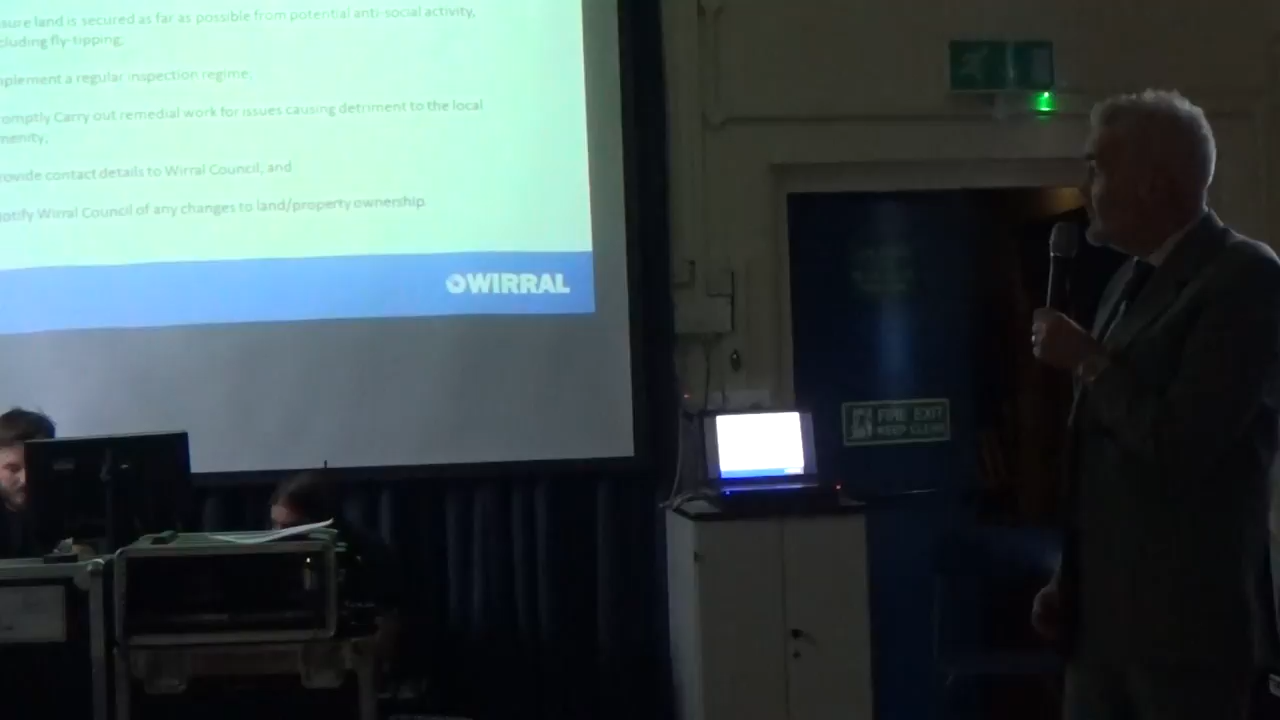 sure land is secured as far as possible from potential anti-social activity,
cluding fly-tipping;
mplement a regular inspection regime;
omptly Carry out remedial work for issues causing detriment to the local
menity;
rovide contact details to Wirral Council; and
otify Wirral Council of any changes to land/property ownership.
WIRRAL
FIRE EXIT
KEEP CLEAR